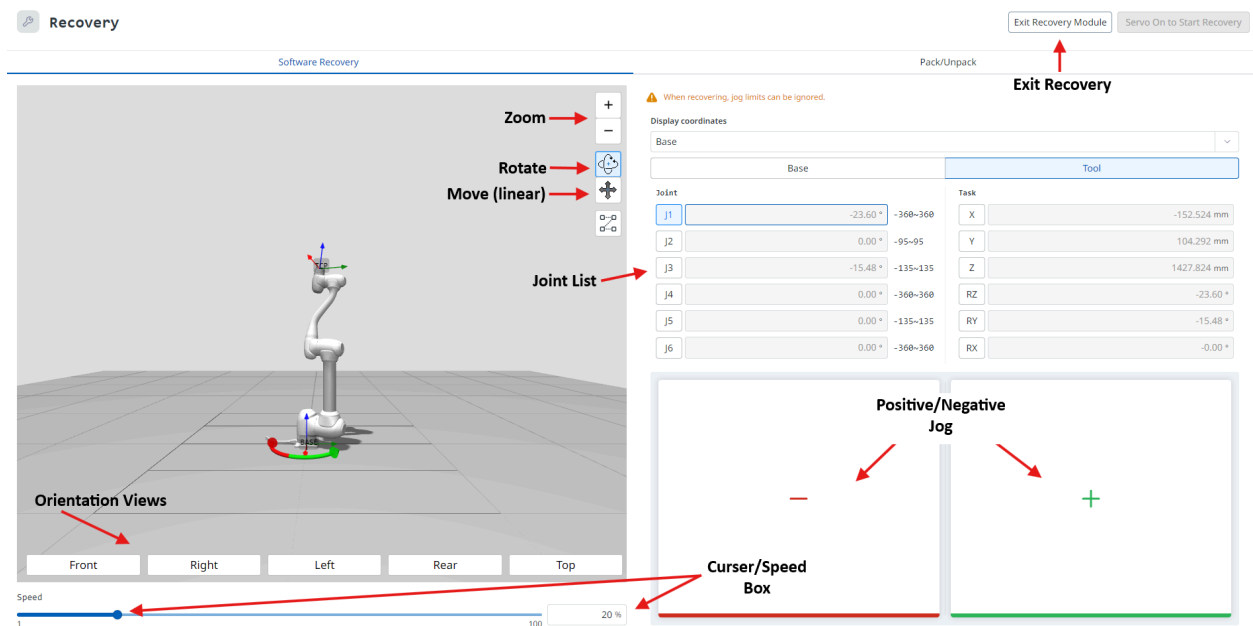 Recovery
Exit Recovery Module
Servo On to Start Recovery
Software Recovery
Pack/Unpack
Exit Recovery
Zoom
+
−
Rotate
Move (linear)
When recovering, jog limits can be ignored.
Display coordinates
Base
Base
Tool
Joint
Task
J1 -23.60 ° -360~360
X -152.524 mm
J2 0.00 ° -95~95
Y 104.292 mm
J3 -15.48 ° -135~135
Z 1427.824 mm
J4 0.00 ° -360~360
RZ -23.60 °
J5 0.00 ° -135~135
RY -15.48 °
J6 0.00 ° -360~360
RX -0.00 °
Joint List
TCP
BASE
Positive/Negative
Jog
−
+
Orientation Views
Front
Right
Left
Rear
Top
Curser/Speed
Box
Speed
20 %
1
100